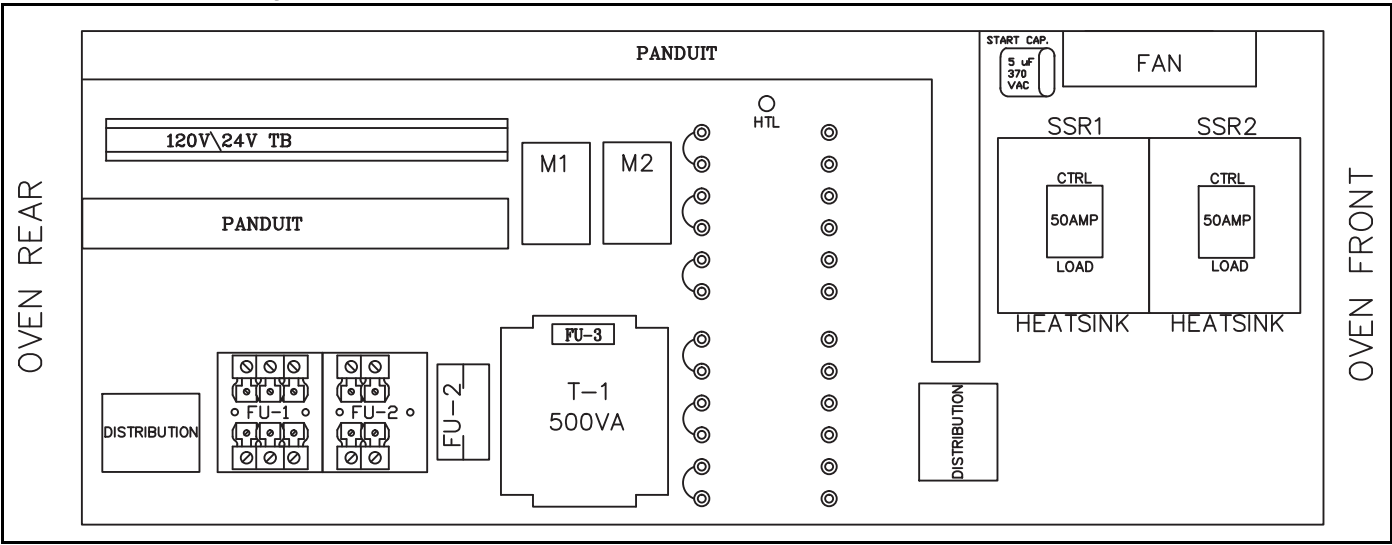 PANDUIT
START CAP.
5 uF
370
VAC
FAN
HTL
120V\24V TB
M1
M2
SSR1
SSR2
CTRL
CTRL
50AMP
50AMP
LOAD
LOAD
HEATSINK
HEATSINK
PANDUIT
OVEN REAR
OVEN FRONT
FU-3
T-1
500VA
FU-1
FU-2
FU-2
DISTRIBUTION
DISTRIBUTION